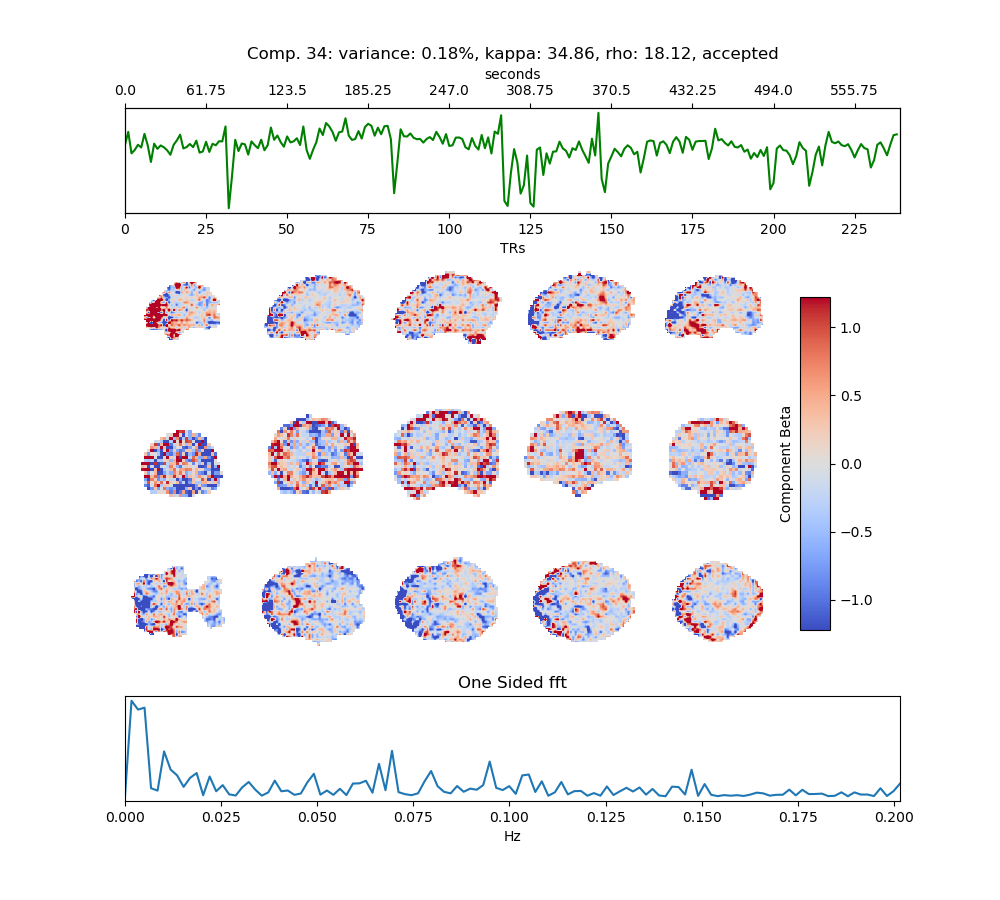 Comp. 34: variance: 0.18%, kappa: 34.86, rho: 18.12, accepted
seconds
0.0 61.75 123.5 185.25 247.0 308.75 370.5 432.25 494.0 555.75
0 25 50 75 100 125 150 175 200 225
TRs
1.0
0.5
0.0
−0.5
−1.0
Component Beta
One Sided fft
0.000 0.025 0.050 0.075 0.100 0.125 0.150 0.175 0.200
Hz